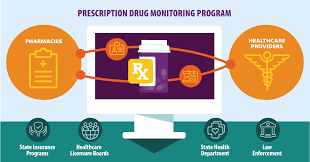 PRESCRIPTION DRUG MONITORING PROGRAM
PHARMACIES
HEALTHCARE
PROVIDERS
RX
State Insurance
Programs
Healthcare
Licensure Boards
State Health
Department
Law
Enforcement